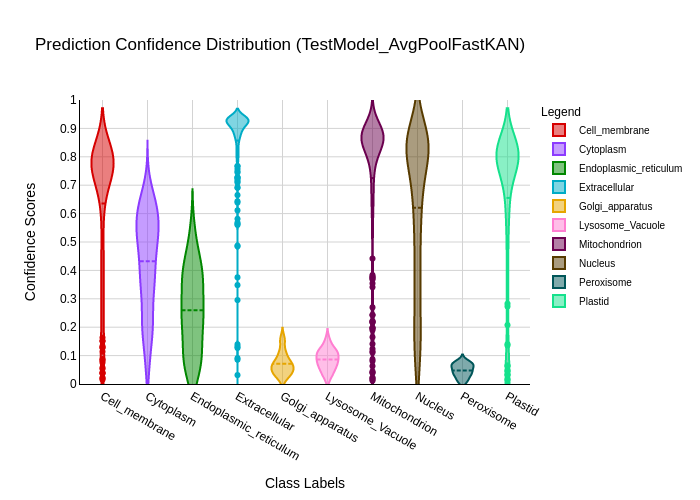 Prediction Confidence Distribution (TestModel_AvgPoolFastKAN)
Confidence Scores
1
0.9
0.8
0.7
0.6
0.5
0.4
0.3
0.2
0.1
0
Cell_membrane
Cytoplasm
Endoplasmic_reticulum
Extracellular
Golgi_apparatus
Lysosome_Vacuole
Mitochondrion
Nucleus
Peroxisome
Plastid
Class Labels
Legend
Cell_membrane
Cytoplasm
Endoplasmic_reticulum
Extracellular
Golgi_apparatus
Lysosome_Vacuole
Mitochondrion
Nucleus
Peroxisome
Plastid